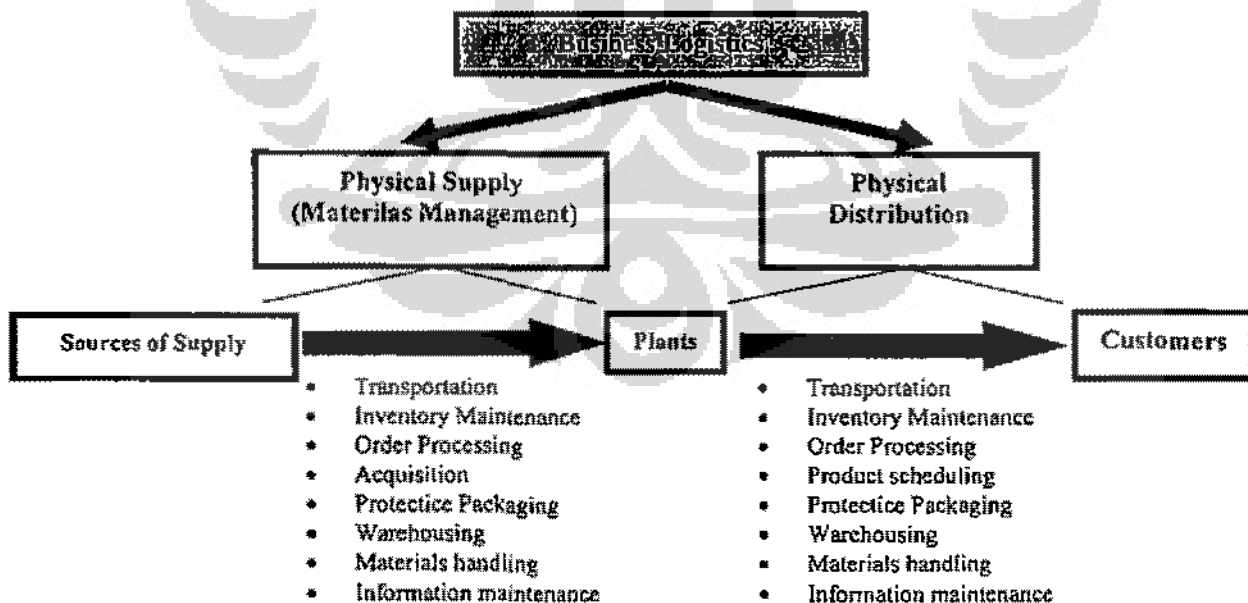 Business Logistics
Physical Supply
(Materilas Management)
Physical
Distribution
Sources of Supply
Plants
Customers
• Transportation
• Inventory Maintenance
• Order Processing
• Acquisition
• Protectice Packaging
• Warehousing
• Materials handling
• Information maintenance
• Transportation
• Inventory Maintenance
• Order Processing
• Product scheduling
• Protectice Packaging
• Warehousing
• Materials handling
• Information maintenance